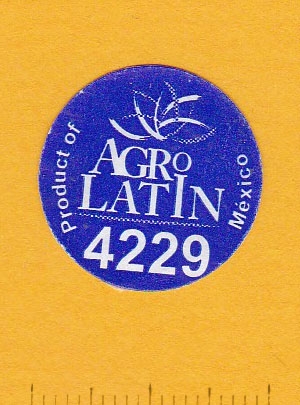 Product of
AGRO
LATIN
México
4229